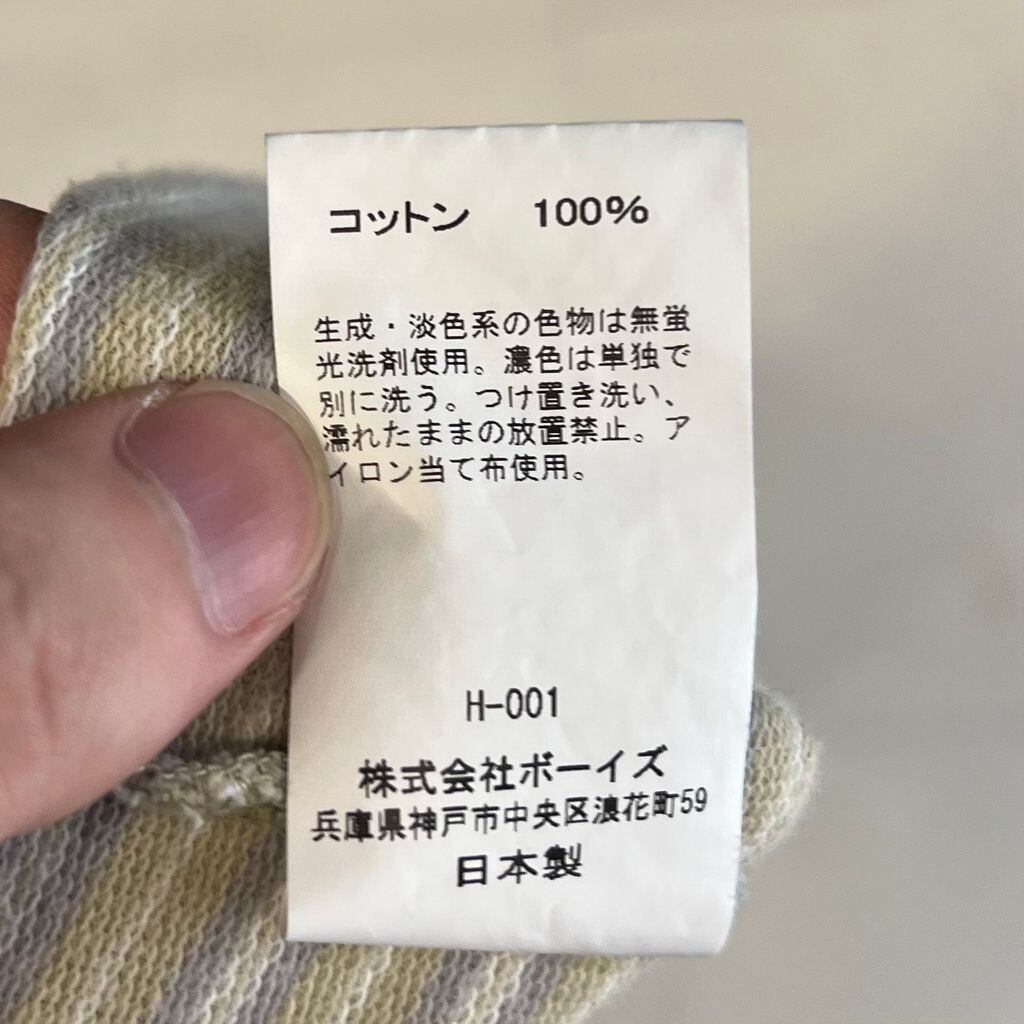 コットン 100%
生成・淡色系の色物は無蛍
光洗剤使用。濃色は単独で
別に洗う。つけ置き洗い、
濡れたままの放置禁止。ア
イロン当て布使用。
H-001
株式会社ボーイズ
兵庫県神戸市中央区浪花町59
日本製